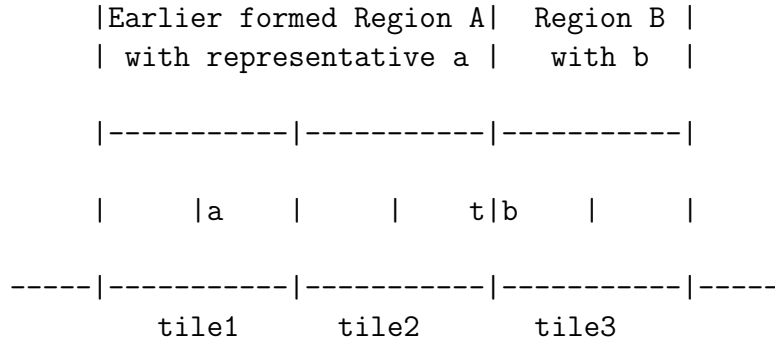 |Earlier formed Region A|  Region B |
| with representative a |   with b  |
|-----------|-----------|-----------|
|     |a    |     |    t|b    |     |
-----|-----------|-----------|-----------|-----
tile1      tile2       tile3